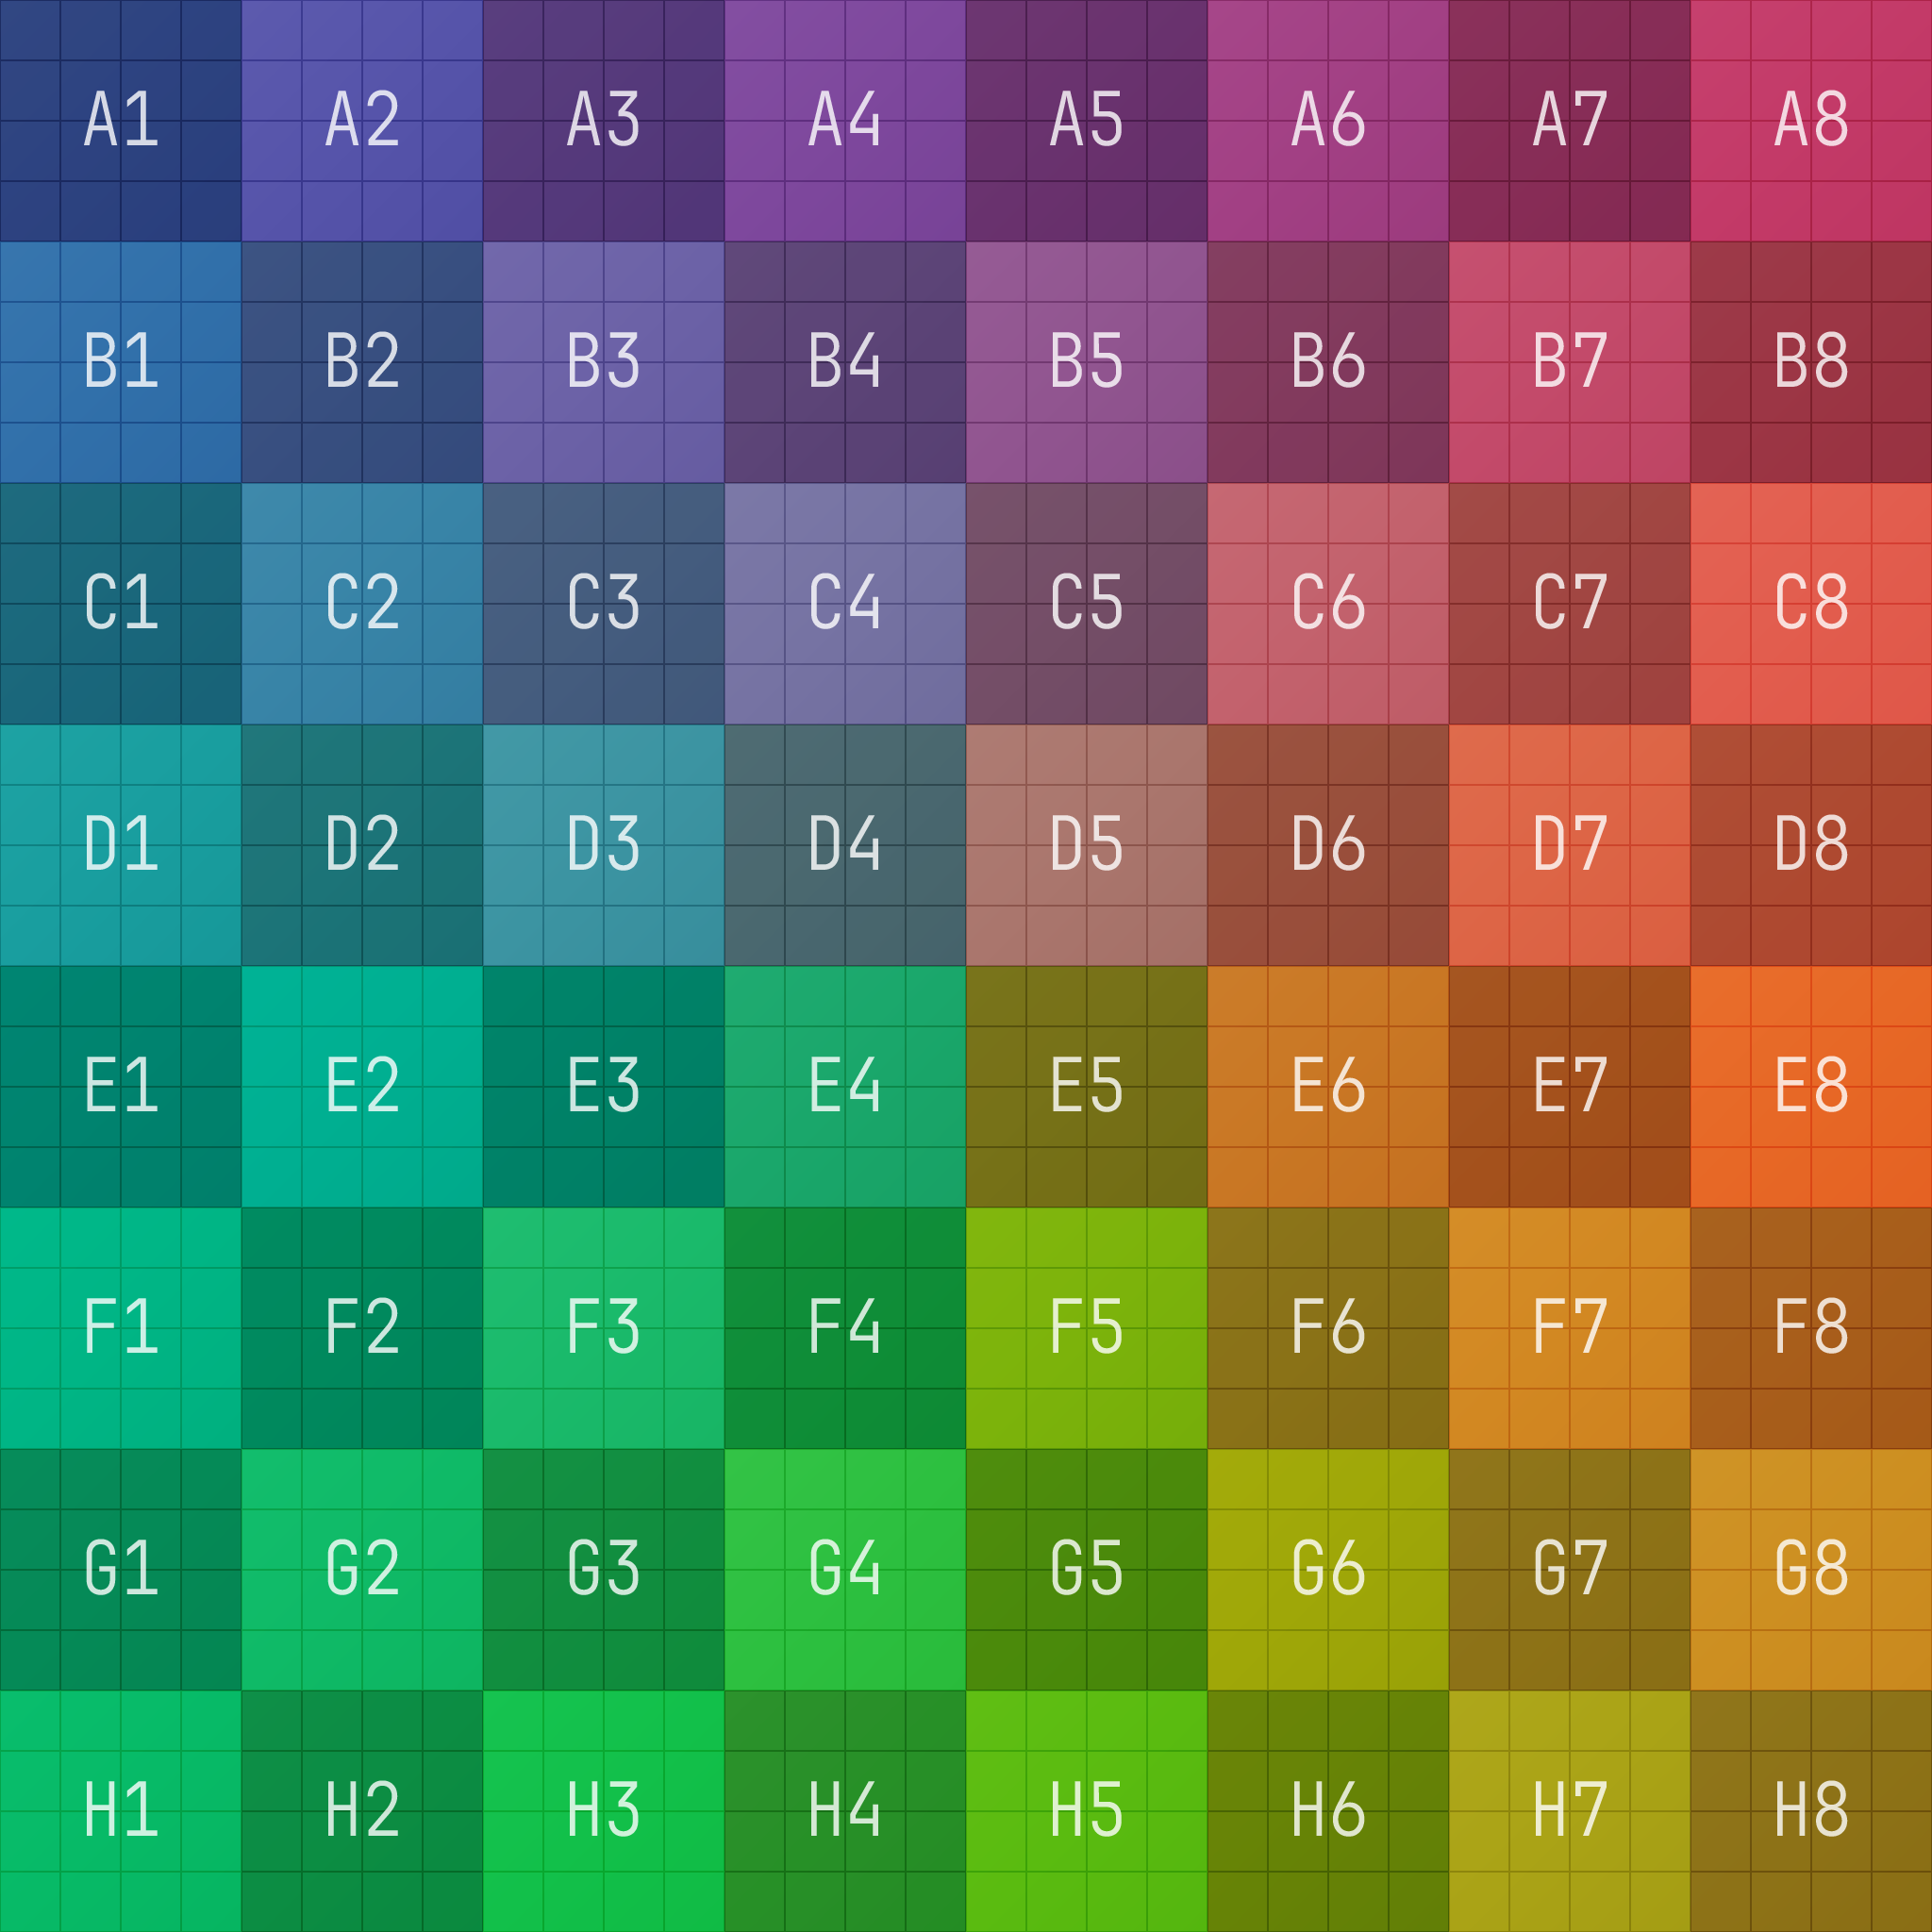 A1 A2 A3 A4 A5 A6 A7 A8
B1 B2 B3 B4 B5 B6 B7 B8
C1 C2 C3 C4 C5 C6 C7 C8
D1 D2 D3 D4 D5 D6 D7 D8
E1 E2 E3 E4 E5 E6 E7 E8
F1 F2 F3 F4 F5 F6 F7 F8
G1 G2 G3 G4 G5 G6 G7 G8
H1 H2 H3 H4 H5 H6 H7 H8